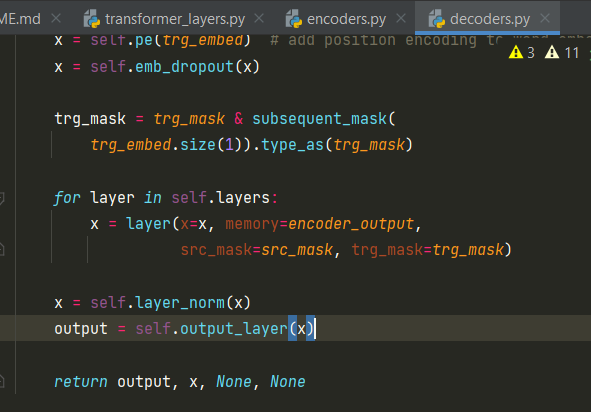 ME.md × transformer_layers.py × encoders.py × decoders.py ×
x = self.pe(trg_embed)  # add position encoding to word embe
3 11
x = self.emb_dropout(x)
trg_mask = trg_mask & subsequent_mask(
trg_embed.size(1)).type_as(trg_mask)
for layer in self.layers:
x = layer(x=x, memory=encoder_output,
src_mask=src_mask, trg_mask=trg_mask)
x = self.layer_norm(x)
output = self.output_layer(x)
return output, x, None, None